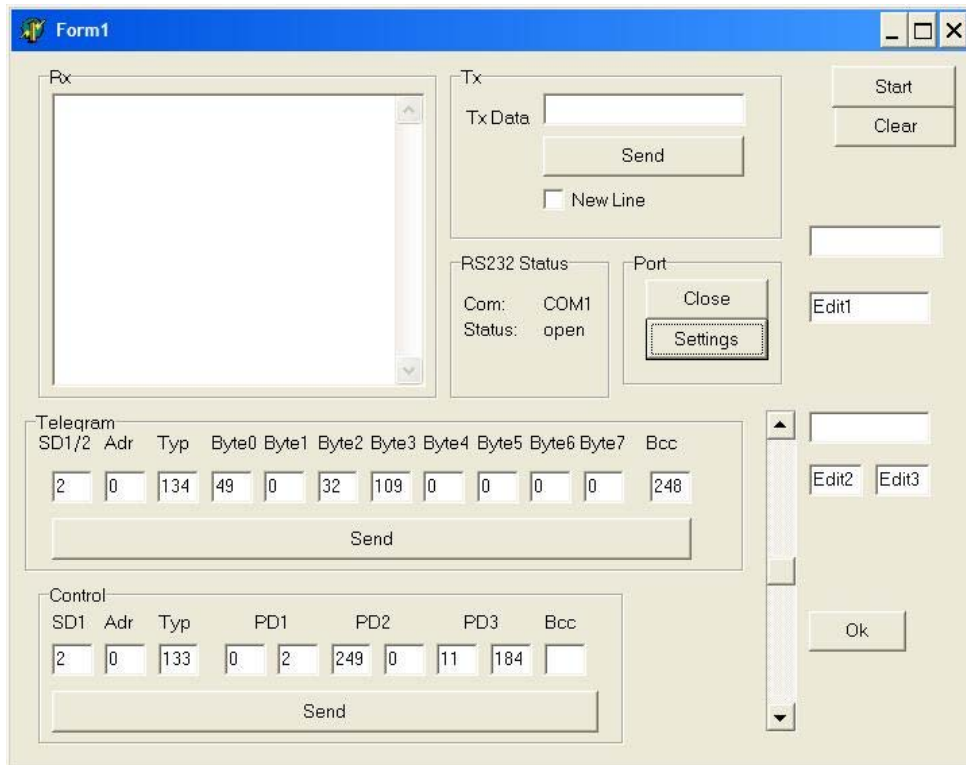 Form1
Rx
Tx
Tx Data
Send
New Line
Start
Clear
RS232 Status
Com: COM1
Status: open
Port
Close
Settings
Edit1
Telegram
SD1/2 Adr Typ Byte0 Byte1 Byte2 Byte3 Byte4 Byte5 Byte6 Byte7 Bcc
2 0 134 49 0 32 109 0 0 0 0 248
Send
Edit2 Edit3
Control
SD1 Adr Typ PD1 PD2 PD3 Bcc
2 0 133 0 2 249 0 11 184
Send
Ok